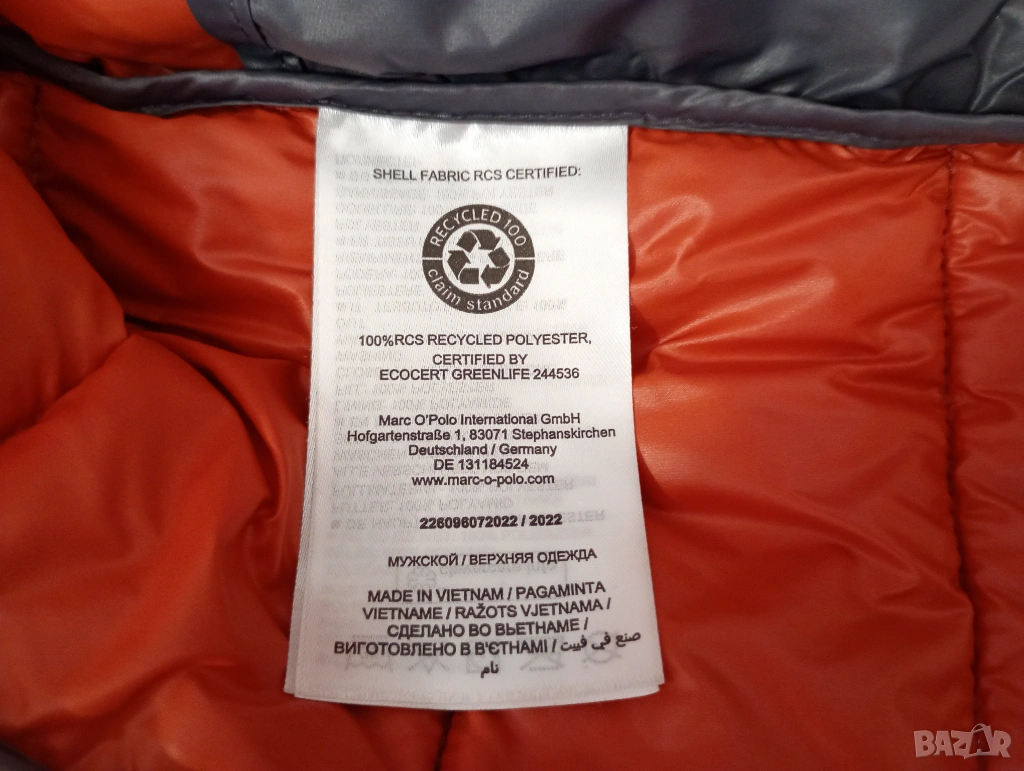 SHELL FABRIC RCS CERTIFIED:
RECYCLED 100
claim standard
100%RCS RECYCLED POLYESTER,
CERTIFIED BY
ECOCERT GREENLIFE 244536
Marc O'Polo International GmbH
Hofgartenstraße 1, 83071 Stephanskirchen
Deutschland / Germany
DE 131184524
www.marc-o-polo.com
226096072022 / 2022
МУЖСКОЙ / ВЕРХНЯЯ ОДЕЖДА
MADE IN VIETNAM / PAGAMINTA
VIETNAME / RAŽOTS VJETNAMA /
СДЕЛАНО ВО ВЬЕТНАМЕ /
ВИГОТОВЛЕНО В В'ЄТНАМІ / صنع في فييت
نام
BAZAR